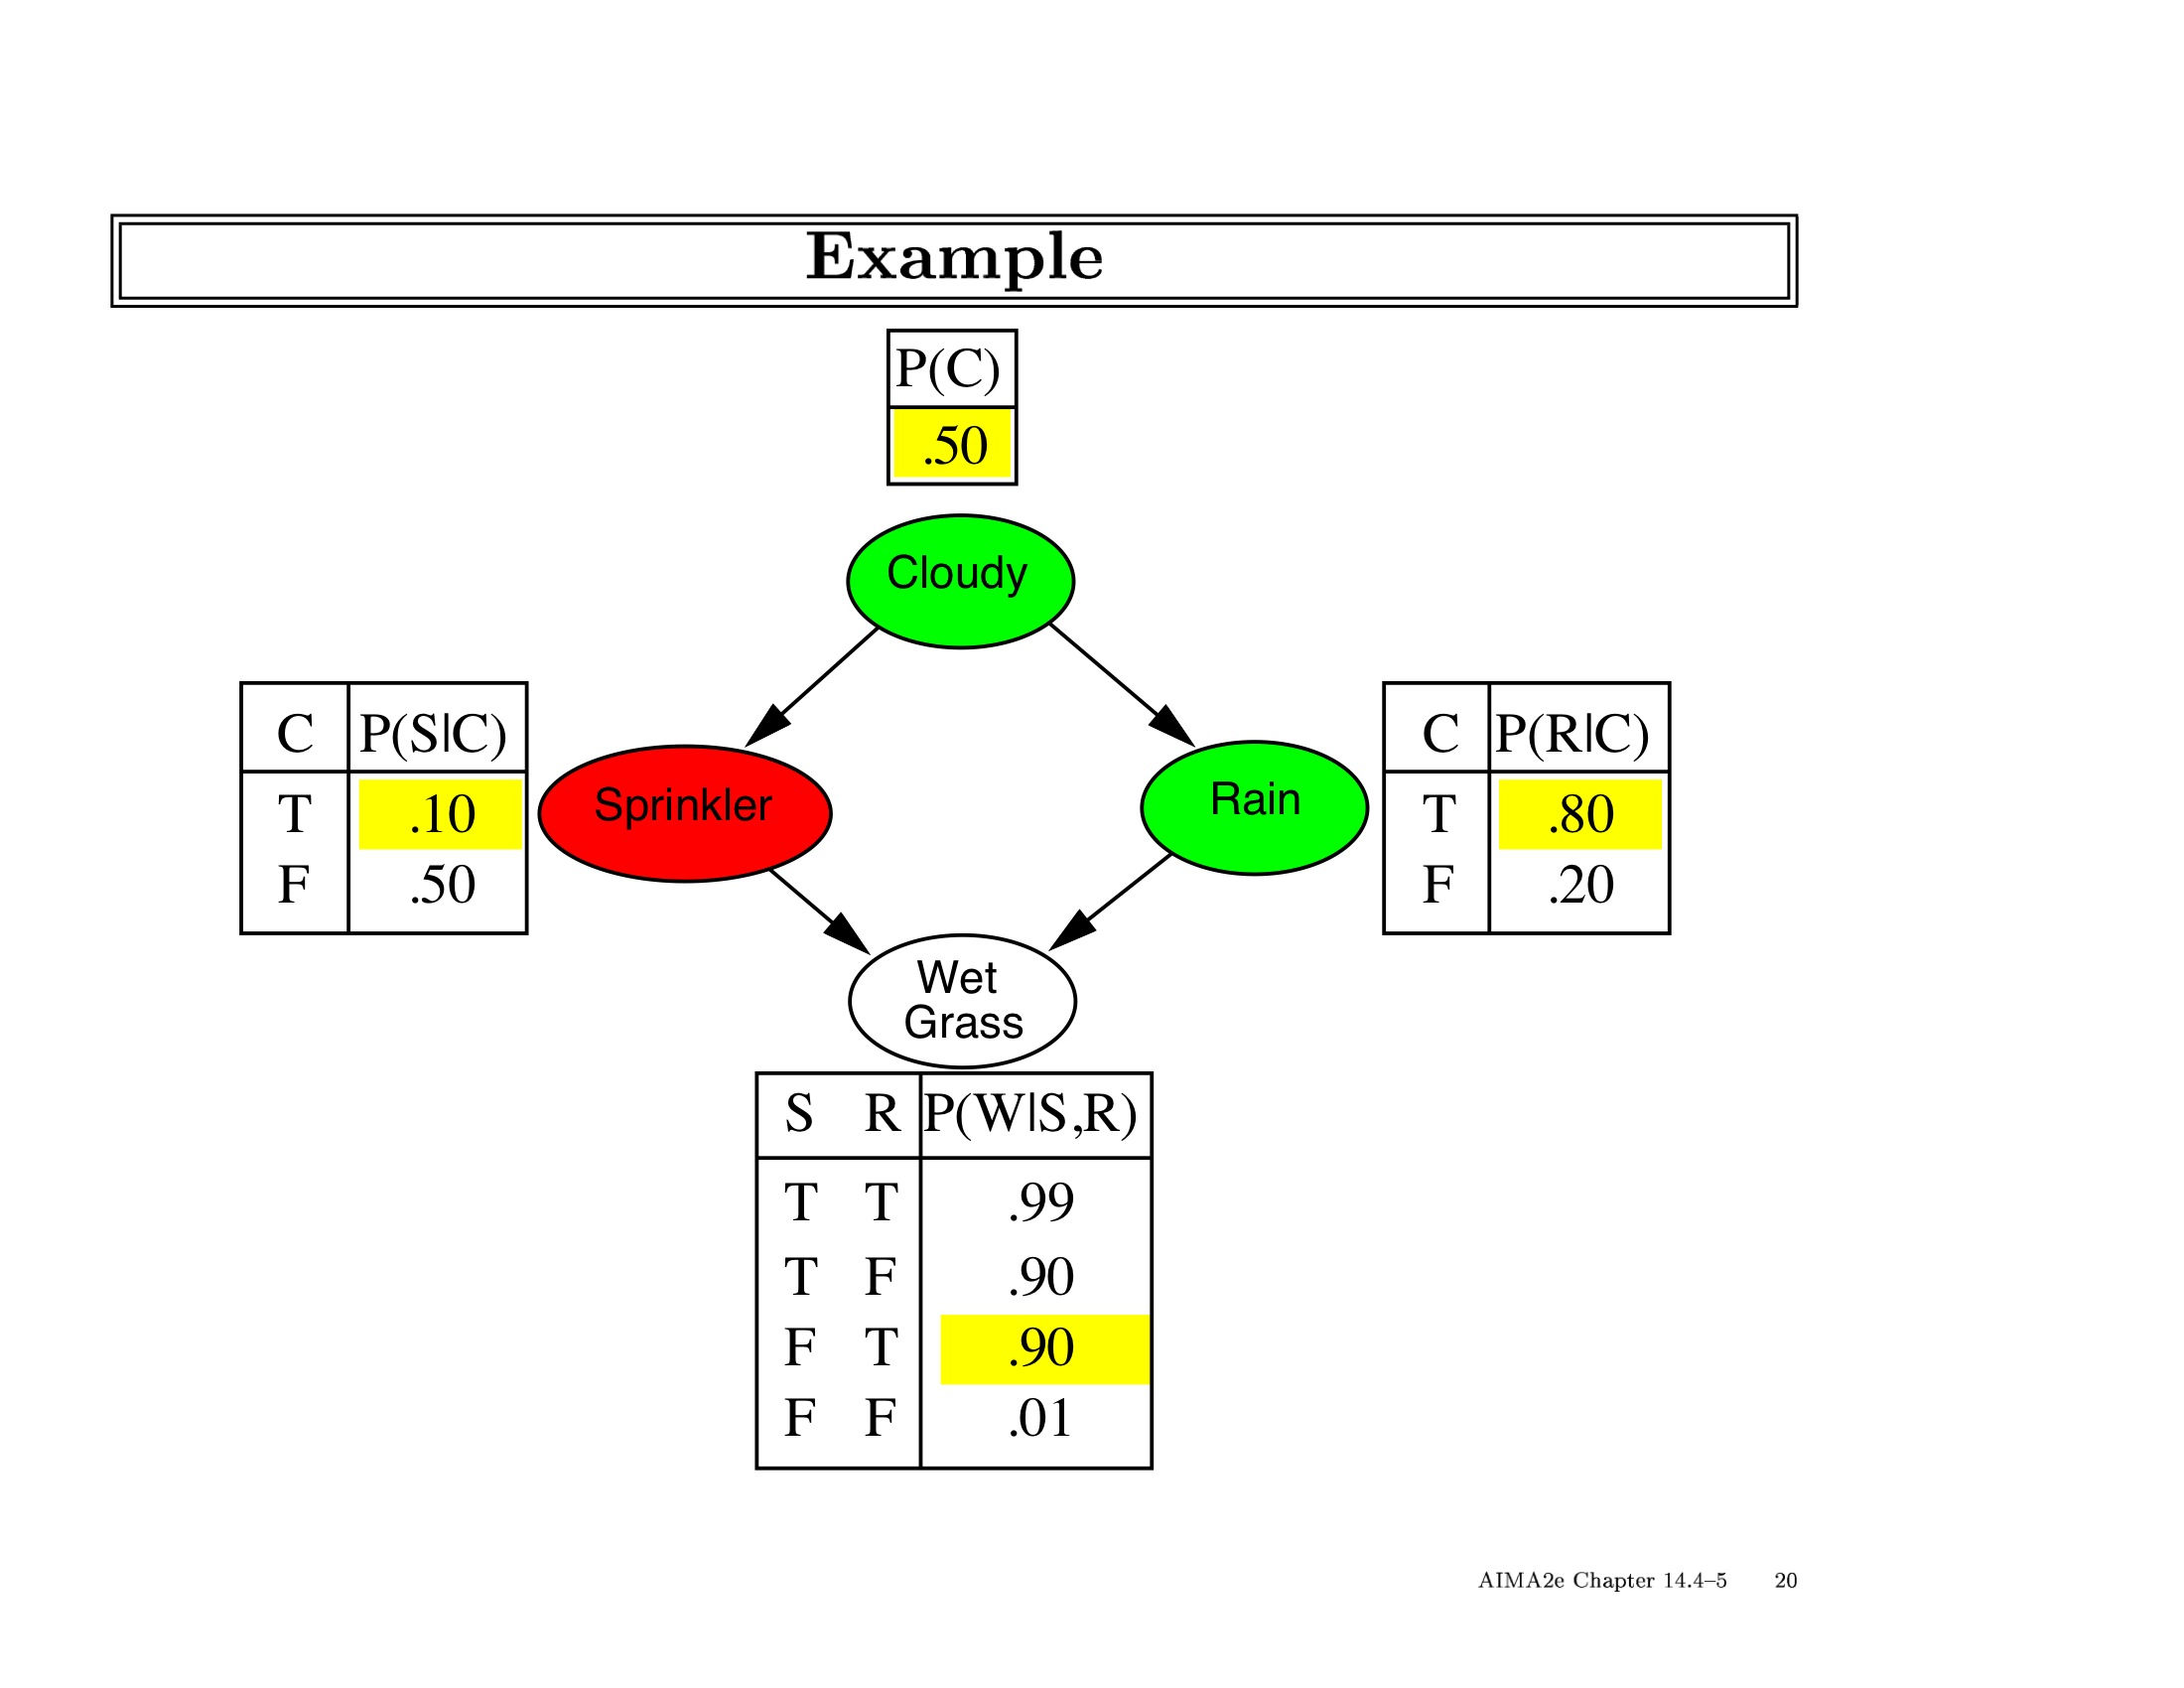 Example
P(C)
.50
Cloudy
C P(S|C)
T .10
F .50
Sprinkler
Rain
C P(R|C)
T .80
F .20
Wet
Grass
S R P(W|S,R)
T T .99
T F .90
F T .90
F F .01
AIMA2e Chapter 14.4–5 20